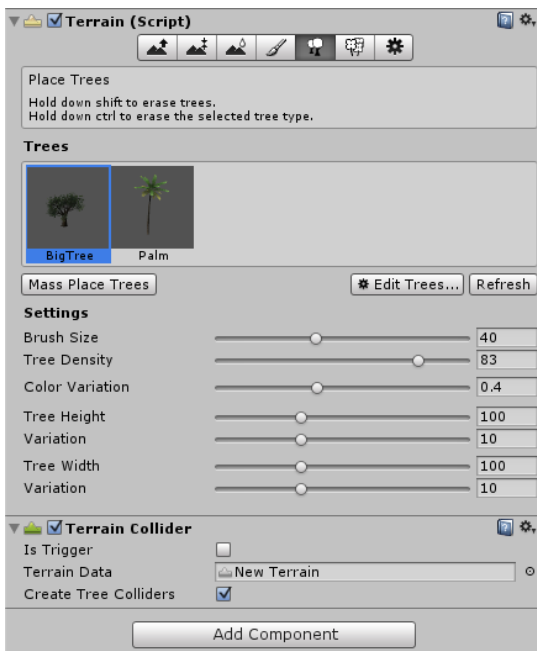 Terrain (Script)
Place Trees
Hold down shift to erase trees.
Hold down ctrl to erase the selected tree type.
Trees
BigTree Palm
Mass Place Trees Edit Trees... Refresh
Settings
Brush Size 40
Tree Density 83
Color Variation 0.4
Tree Height 100
Variation 10
Tree Width 100
Variation 10
Terrain Collider
Is Trigger
Terrain Data New Terrain
Create Tree Colliders
Add Component